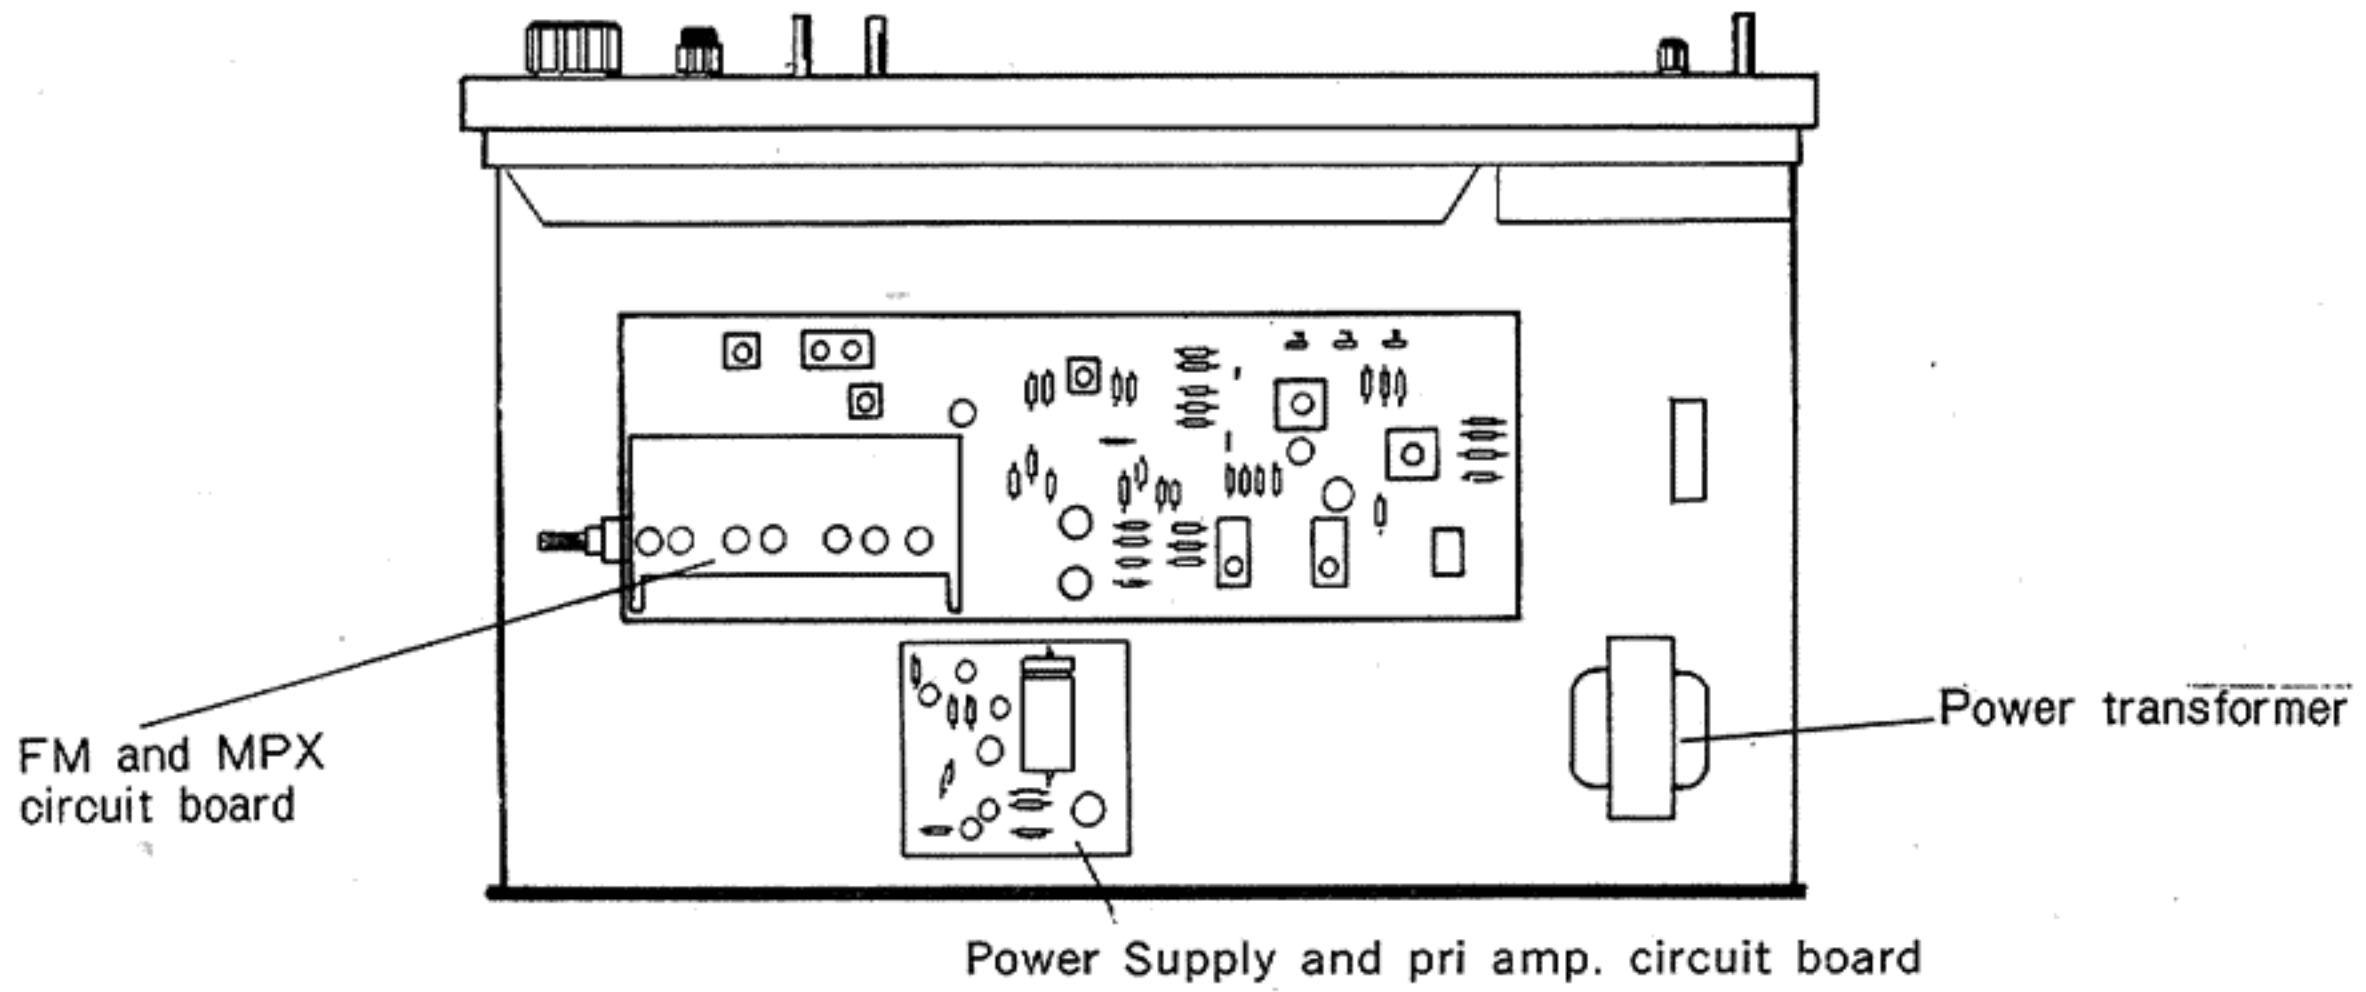 FM and MPX
circuit board
Power transformer
Power Supply and pri amp. circuit board